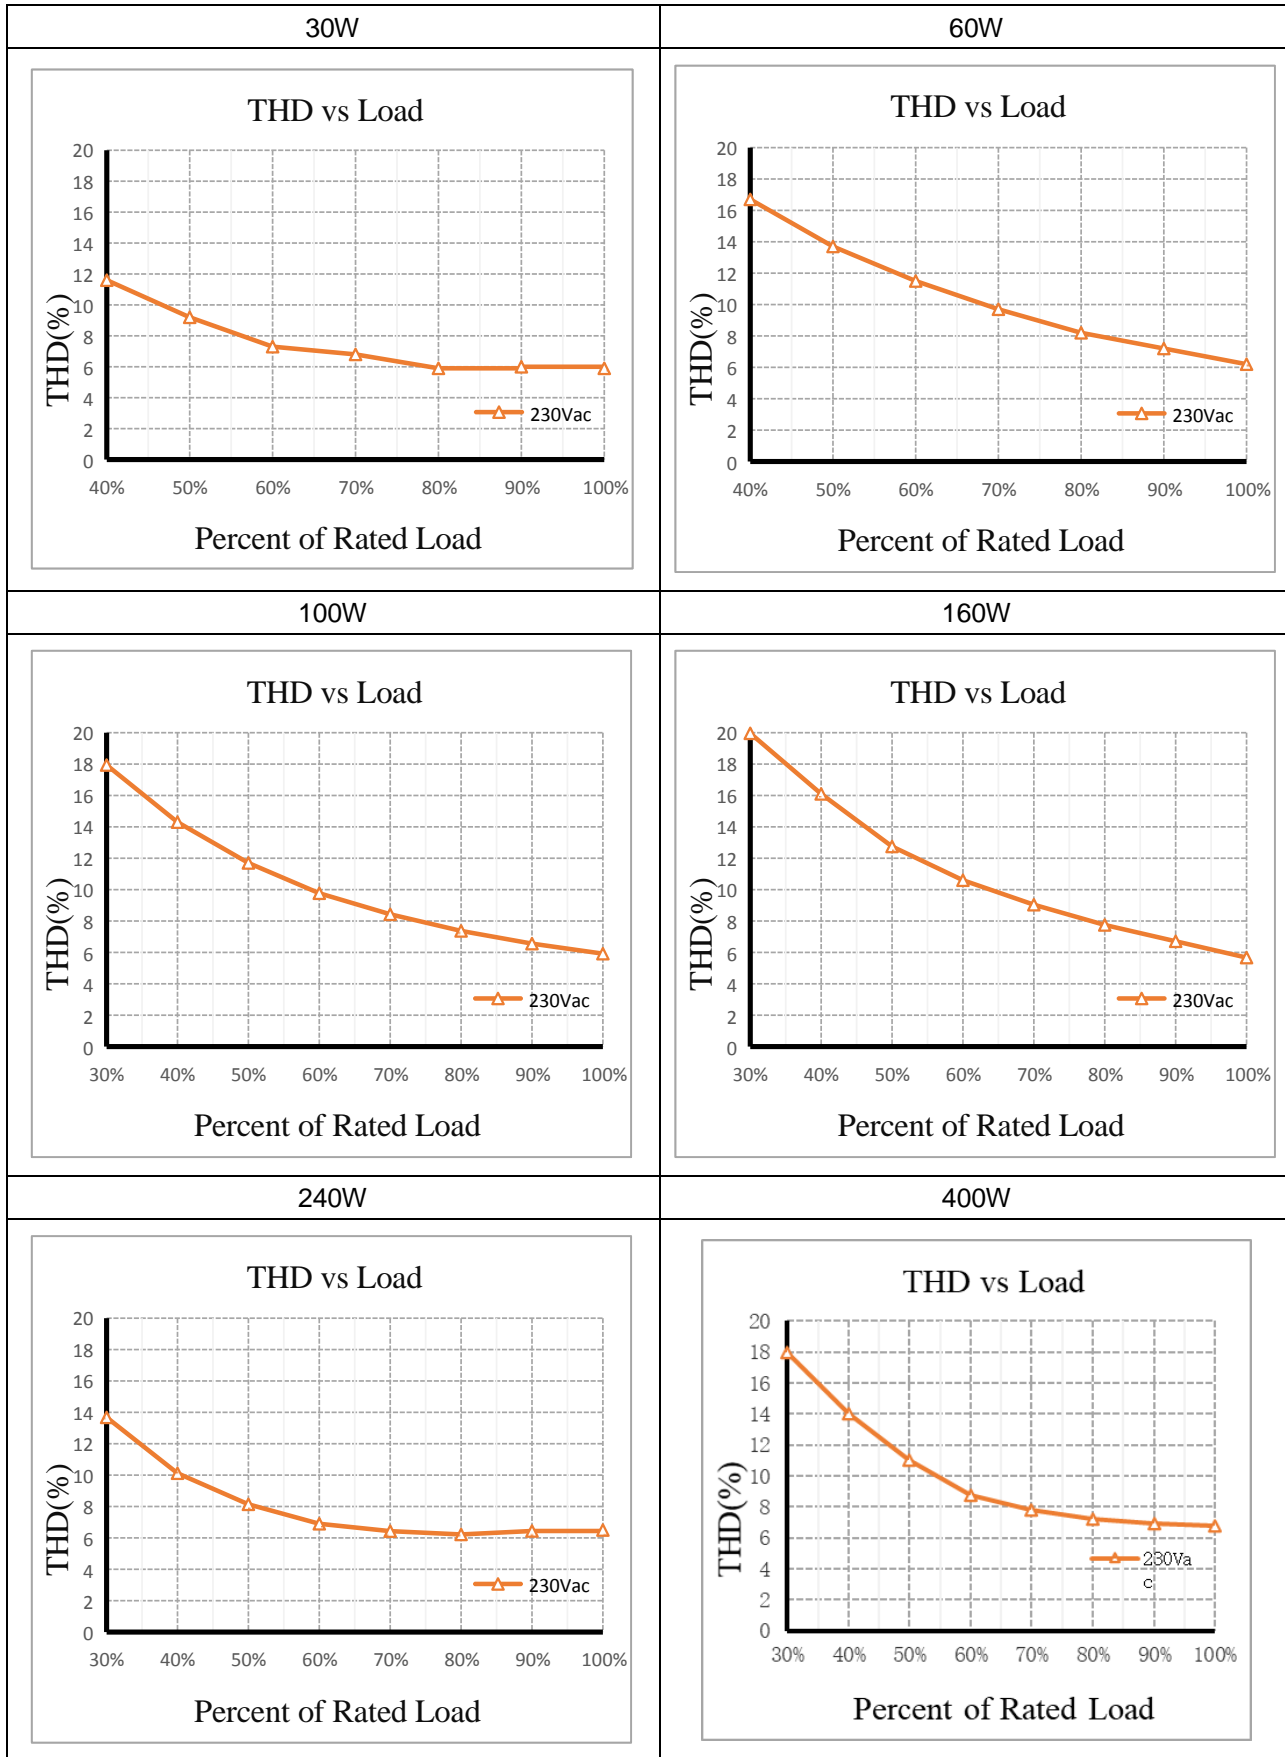 30W
60W
THD vs Load
20
18
16
14
12
10
8
6
4
2
0
THD(%)
230Vac
40% 50% 60% 70% 80% 90% 100%
Percent of Rated Load
THD vs Load
20
18
16
14
12
10
8
6
4
2
0
THD(%)
230Vac
40% 50% 60% 70% 80% 90% 100%
Percent of Rated Load
100W
160W
THD vs Load
20
18
16
14
12
10
8
6
4
2
0
THD(%)
230Vac
30% 40% 50% 60% 70% 80% 90% 100%
Percent of Rated Load
THD vs Load
20
18
16
14
12
10
8
6
4
2
0
THD(%)
230Vac
30% 40% 50% 60% 70% 80% 90% 100%
Percent of Rated Load
240W
400W
THD vs Load
20
18
16
14
12
10
8
6
4
2
0
THD(%)
230Vac
30% 40% 50% 60% 70% 80% 90% 100%
Percent of Rated Load
THD vs Load
20
18
16
14
12
10
8
6
4
2
0
THD(%)
230Va
c
30% 40% 50% 60% 70% 80% 90% 100%
Percent of Rated Load